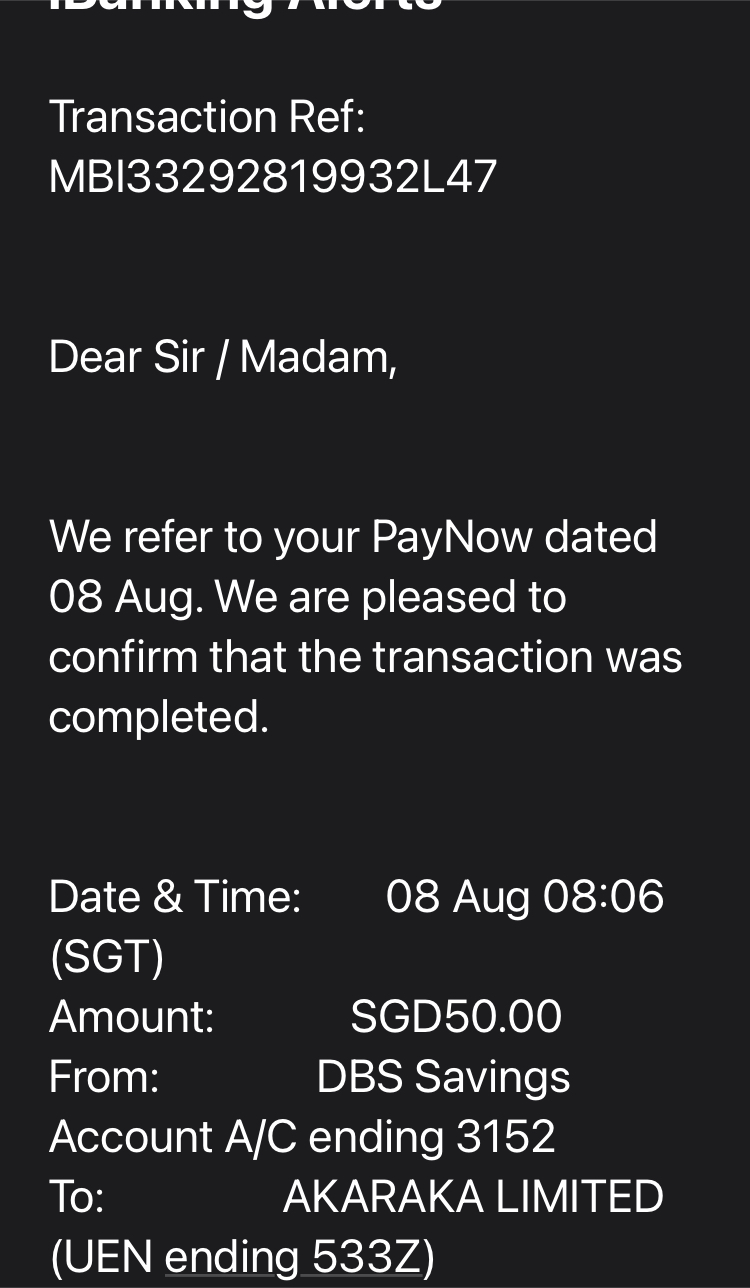 iBanking Alerts
Transaction Ref:
MBI33292819932L47
Dear Sir / Madam,
We refer to your PayNow dated
08 Aug. We are pleased to
confirm that the transaction was
completed.
Date & Time: 08 Aug 08:06
(SGT)
Amount: SGD50.00
From: DBS Savings
Account A/C ending 3152
To: AKARAKA LIMITED
(UEN ending 533Z)